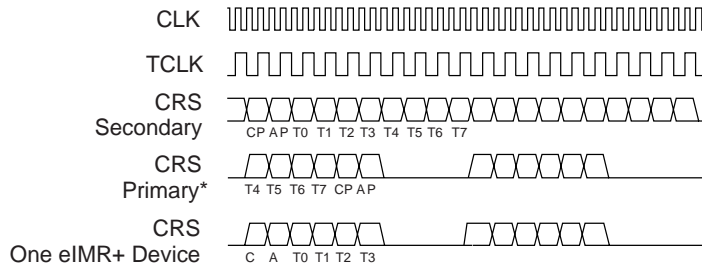 CLK
TCLK
CRS
Secondary
CP AP T0 T1 T2 T3 T4 T5 T6 T7
CRS
Primary*
T4 T5 T6 T7 CP AP
CRS
One eIMR+ Device
C A T0 T1 T2 T3